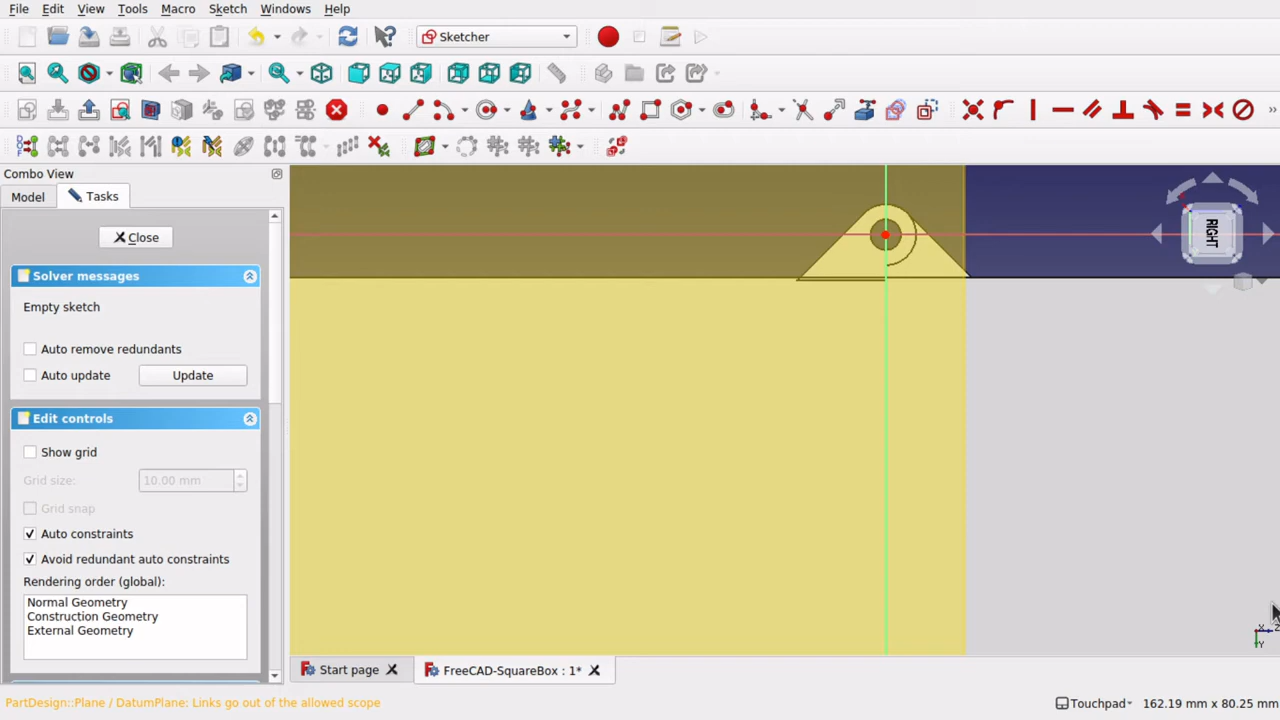 File Edit View Tools Macro Sketch Windows Help
Sketcher
Combo View
Model Tasks
Close
Solver messages
Empty sketch
Auto remove redundants
Auto update Update
Edit controls
Show grid
Grid size: 10.00 mm
Grid snap
Auto constraints
Avoid redundant auto constraints
Rendering order (global):
Normal Geometry
Construction Geometry
External Geometry
RIGHT
X Z
Y
Start page FreeCAD-SquareBox : 1*
PartDesign::Plane / DatumPlane: Links go out of the allowed scope Touchpad 162.19 mm x 80.25 mm